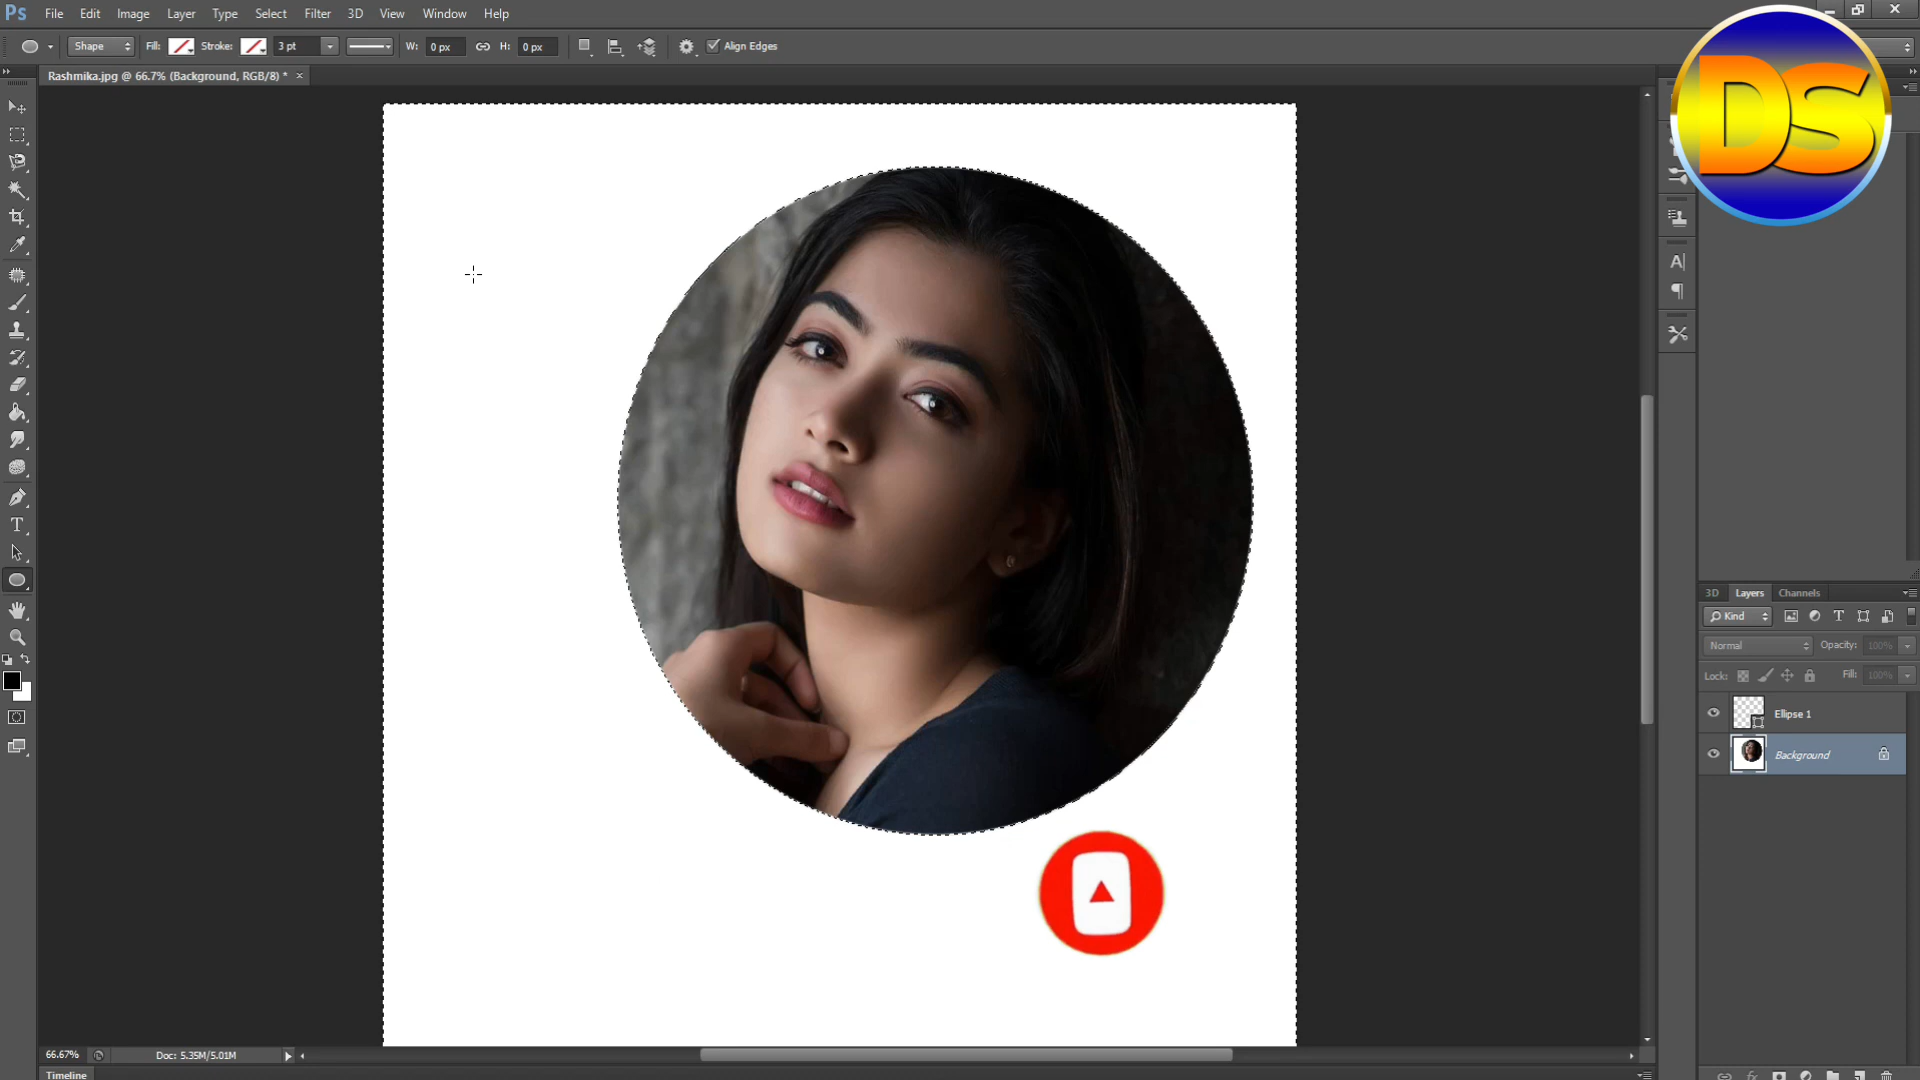 Ps File Edit Image Layer Type Select Filter 3D View Window Help
Shape Fill: Stroke: 3 pt W: 0 px H: 0 px Align Edges
Rashmika.jpg @ 66.7% (Background, RGB/8) * ×
DS
3D Layers Channels
Kind
Normal Opacity: 100%
Lock: Fill: 100%
Ellipse 1
Background
66.67% Doc: 5.35M/5.01M
Timeline